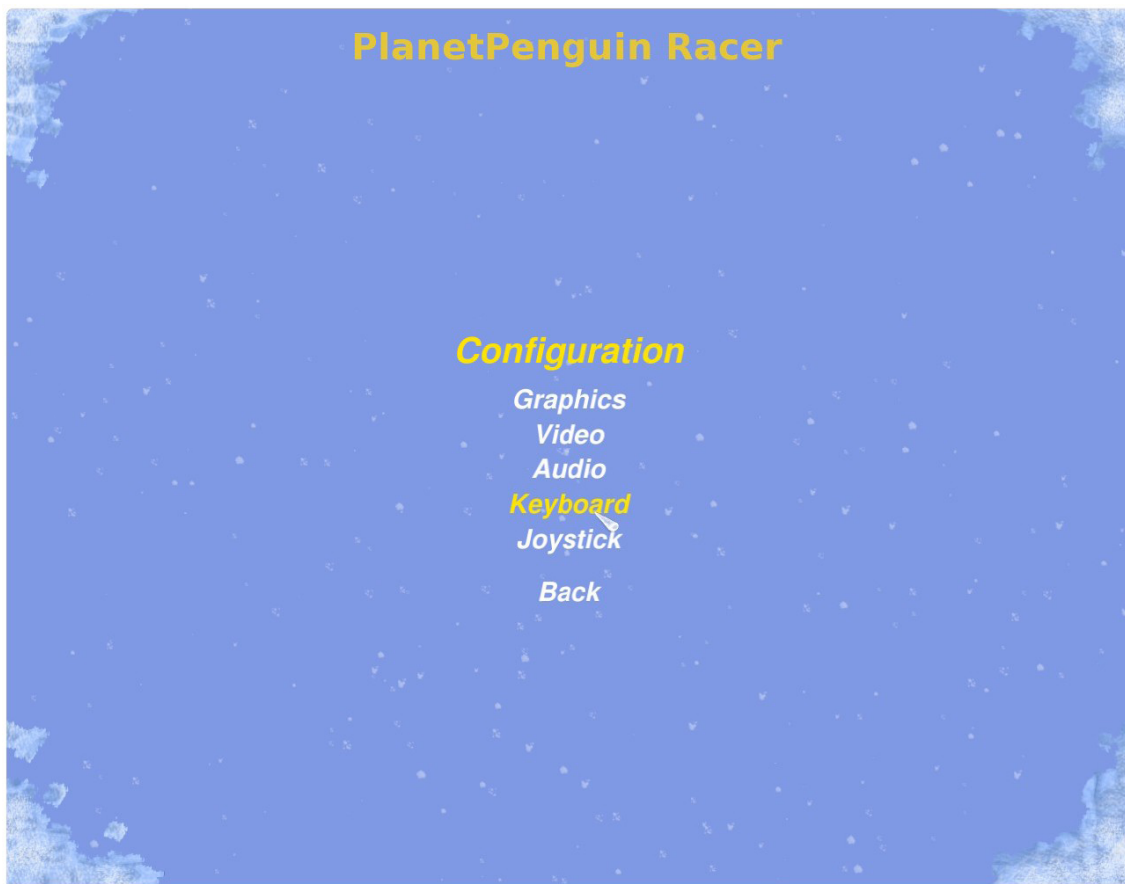 PlanetPenguin Racer
Configuration
Graphics
Video
Audio
Keyboard
Joystick
Back